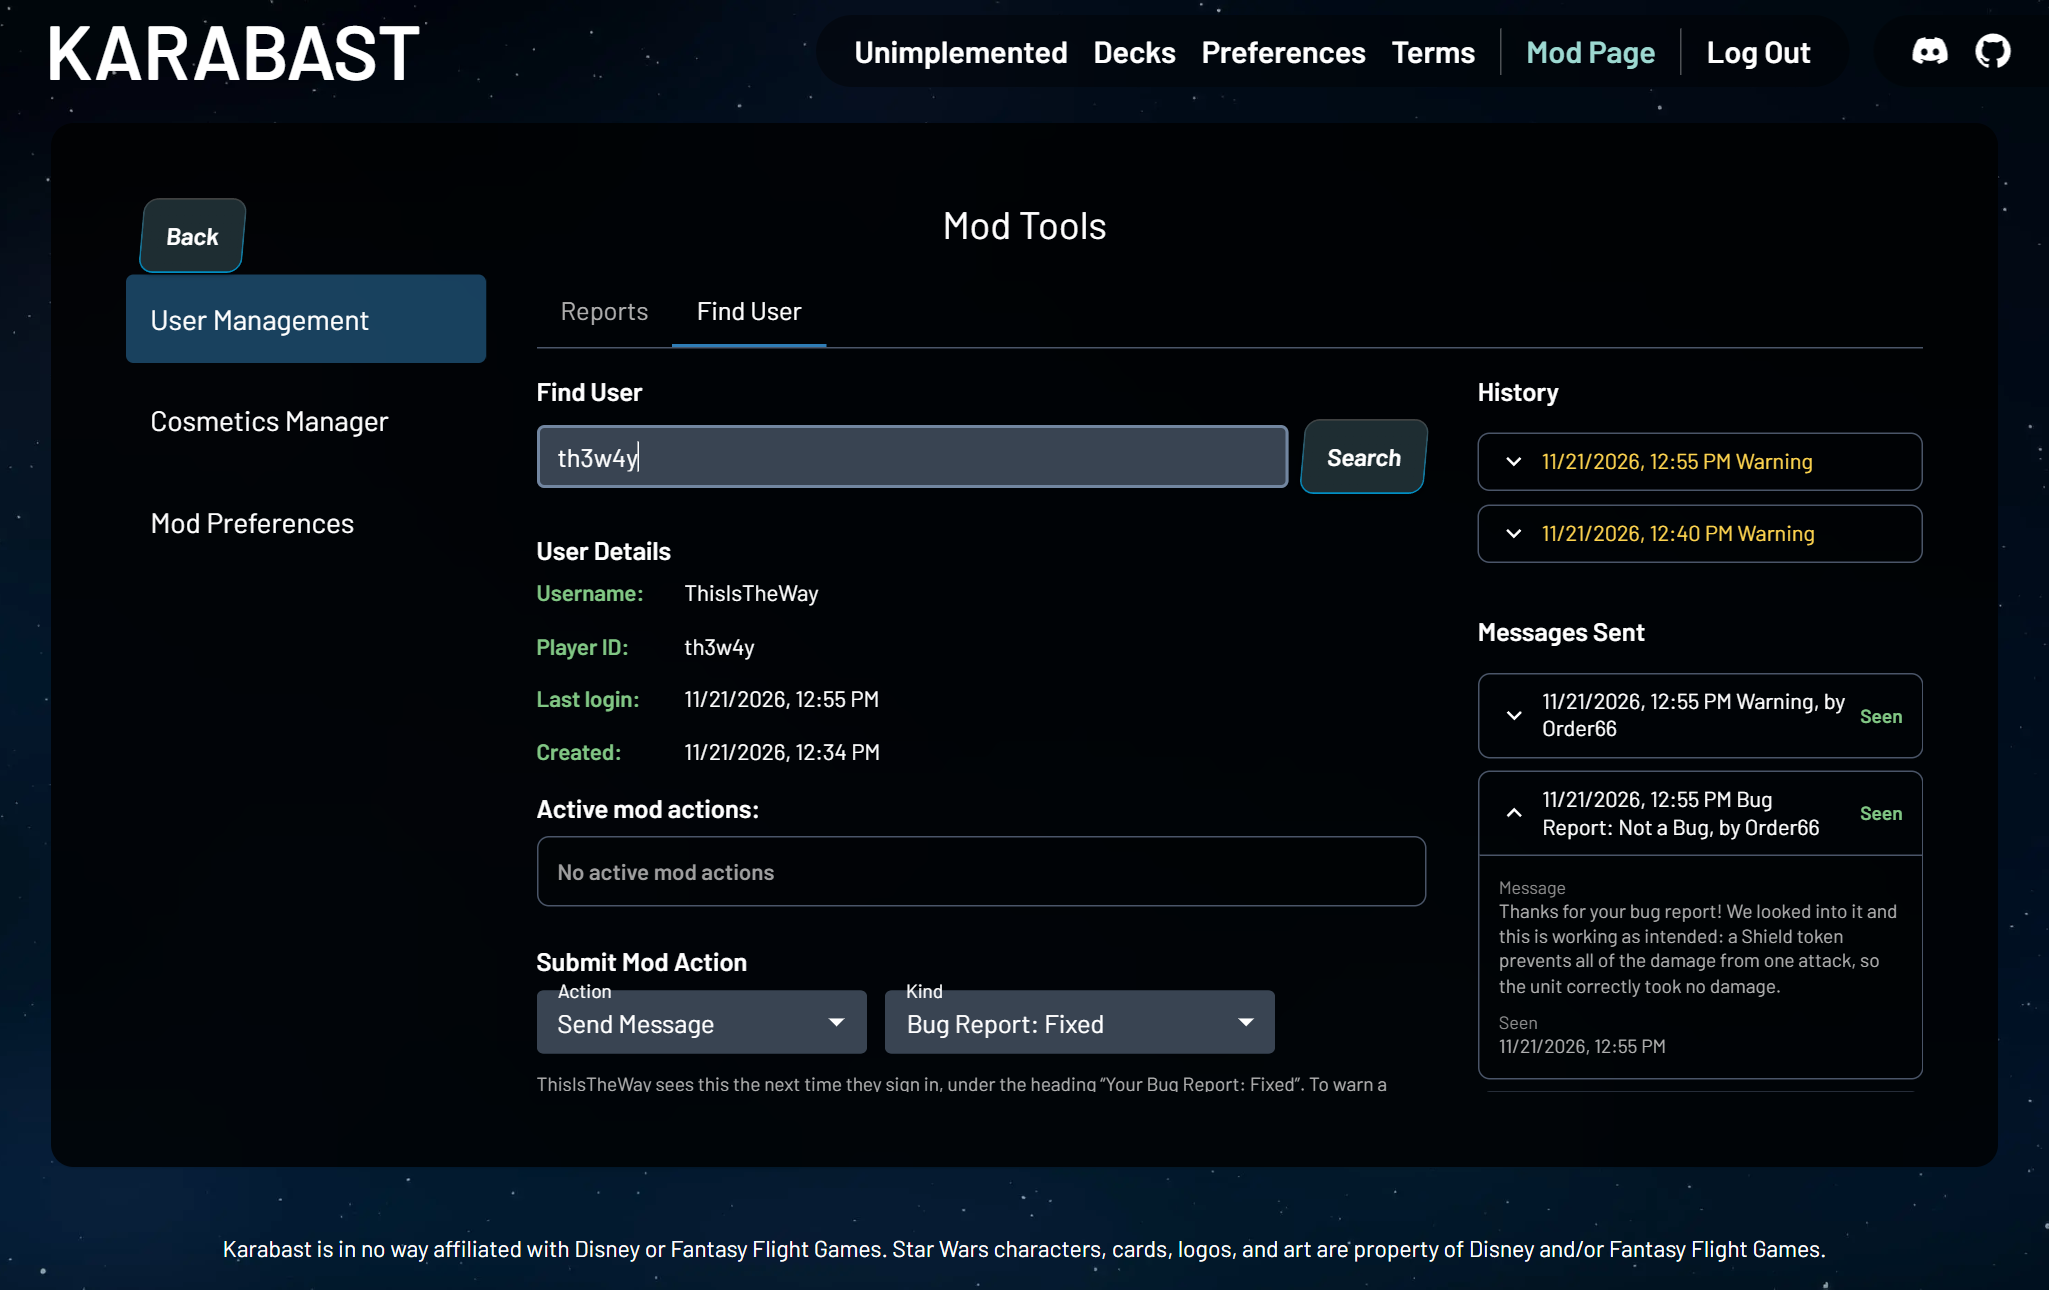 KARABAST
Unimplemented Decks Preferences Terms Mod Page Log Out
Back
Mod Tools
User Management
Cosmetics Manager
Mod Preferences
Reports Find User
Find User
th3w4y
Search
User Details
Username: ThisIsTheWay
Player ID: th3w4y
Last login: 11/21/2026, 12:55 PM
Created: 11/21/2026, 12:34 PM
Active mod actions:
No active mod actions
Submit Mod Action
Action
Send Message
Kind
Bug Report: Fixed
ThisIsTheWay sees this the next time they sign in, under the heading “Your Bug Report: Fixed”. To warn a
History
11/21/2026, 12:55 PM Warning
11/21/2026, 12:40 PM Warning
Messages Sent
11/21/2026, 12:55 PM Warning, by
Order66
Seen
11/21/2026, 12:55 PM Bug
Report: Not a Bug, by Order66
Seen
Message
Thanks for your bug report! We looked into it and
this is working as intended: a Shield token
prevents all of the damage from one attack, so
the unit correctly took no damage.
Seen
11/21/2026, 12:55 PM
Karabast is in no way affiliated with Disney or Fantasy Flight Games. Star Wars characters, cards, logos, and art are property of Disney and/or Fantasy Flight Games.